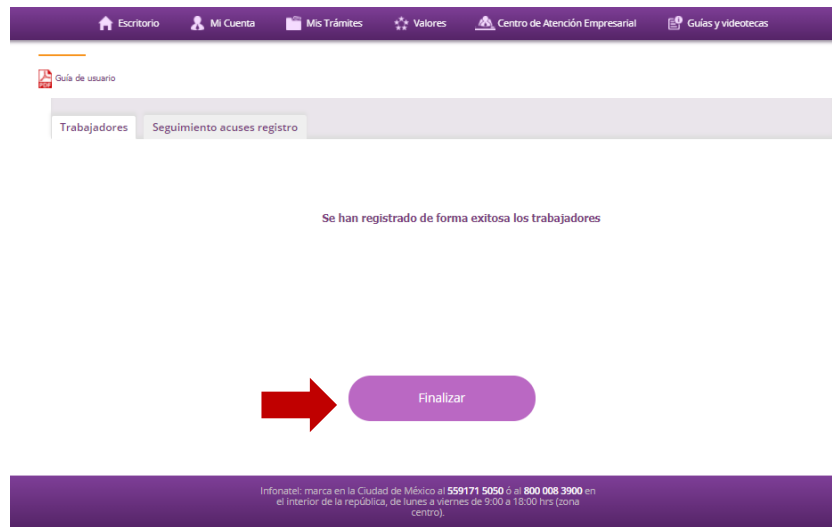 Escritorio Mi Cuenta Mis Trámites Valores Centro de Atención Empresarial Guías y videotecas
PDF Guía de usuario
Trabajadores Seguimiento acuses registro
Se han registrado de forma exitosa los trabajadores
Finalizar
Infonatel: marca en la Ciudad de México al 559171 5050 ó al 800 008 3900 en
el interior de la república, de lunes a viernes de 9:00 a 18:00 hrs (zona
centro).